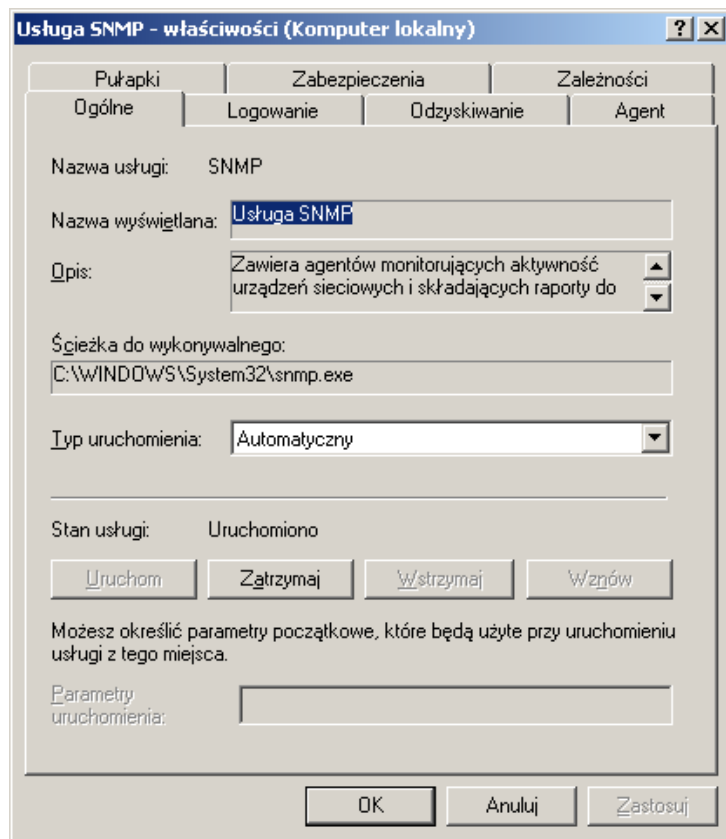 Usługa SNMP - właściwości (Komputer lokalny)
Pułapki Zabezpieczenia Zależności
Ogólne Logowanie Odzyskiwanie Agent
Nazwa usługi: SNMP
Nazwa wyświetlana: Usługa SNMP
Opis: Zawiera agentów monitorujących aktywność
urządzeń sieciowych i składających raporty do
Ścieżka do wykonywalnego:
C:\WINDOWS\System32\snmp.exe
Typ uruchomienia: Automatyczny
Stan usługi: Uruchomiono
Uruchom Zatrzymaj Wstrzymaj Wznów
Możesz określić parametry początkowe, które będą użyte przy uruchomieniu
usługi z tego miejsca.
Parametry
uruchomienia:
OK Anuluj Zastosuj